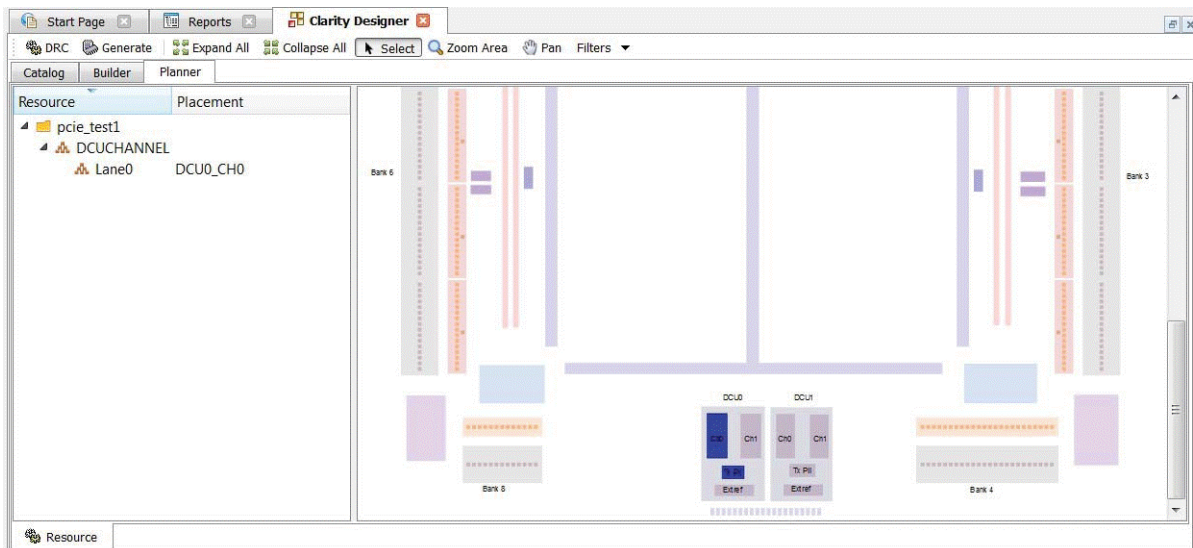 Start Page Reports Clarity Designer
DRC Generate Expand All Collapse All Select Zoom Area Pan Filters
Catalog Builder Planner
Resource Placement
pcie_test1
DCUCHANNEL
Lane0 DCU0_CH0
Bank 6
Bank 3
DCU0 DCU1
Ch1 Ch0 Ch1
Tx Pll
Extref Extref
Bank 8
Bank 4
Resource